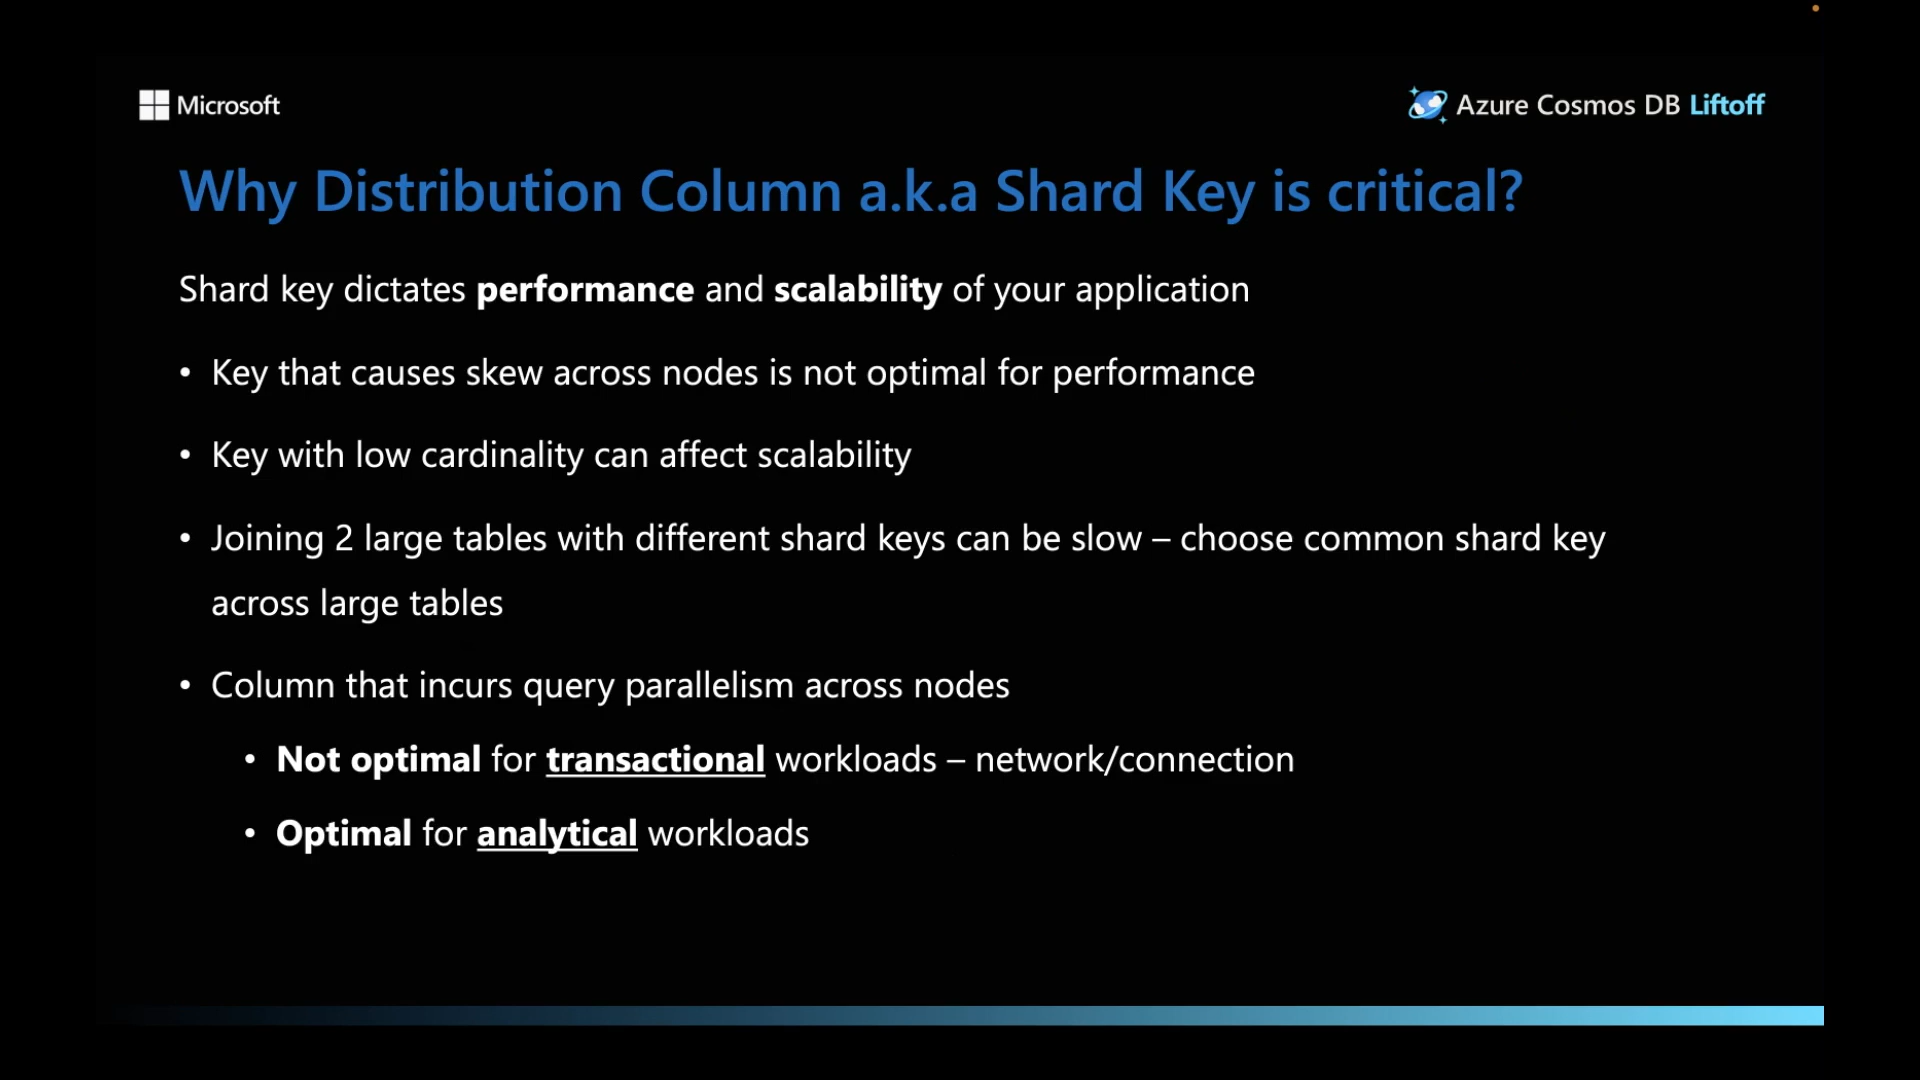 Microsoft
Azure Cosmos DB Liftoff
Why Distribution Column a.k.a Shard Key is critical?
Shard key dictates performance and scalability of your application
• Key that causes skew across nodes is not optimal for performance
• Key with low cardinality can affect scalability
• Joining 2 large tables with different shard keys can be slow – choose common shard key
across large tables
• Column that incurs query parallelism across nodes
• Not optimal for transactional workloads – network/connection
• Optimal for analytical workloads